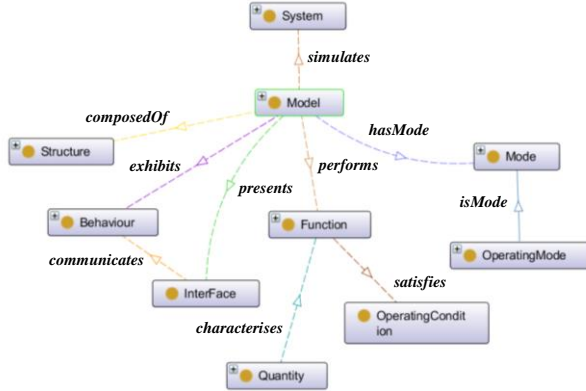 System
simulates
Model
composedOf
hasMode
Structure
exhibits
performs
Mode
presents
isMode
Behaviour
Function
communicates
OperatingMode
satisfies
InterFace
characterises
OperatingCondit
ion
Quantity